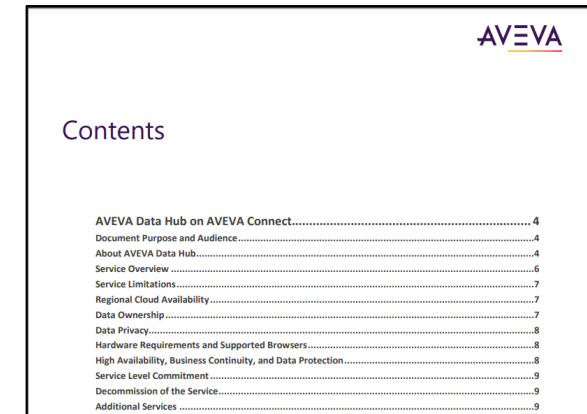 AVEVA
Contents
AVEVA Data Hub on AVEVA Connect.......................................................................... 4
Document Purpose and Audience....................................................................................................4
About AVEVA Data Hub....................................................................................................................4
Service Overview ..............................................................................................................................6
Service Limitations............................................................................................................................7
Regional Cloud Availability................................................................................................................7
Data Ownership................................................................................................................................7
Data Privacy......................................................................................................................................8
Hardware Requirements and Supported Browsers..........................................................................8
High Availability, Business Continuity, and Data Protection.............................................................8
Service Level Commitment...............................................................................................................9
Decommission of the Service............................................................................................................9
Additional Services ...........................................................................................................................9